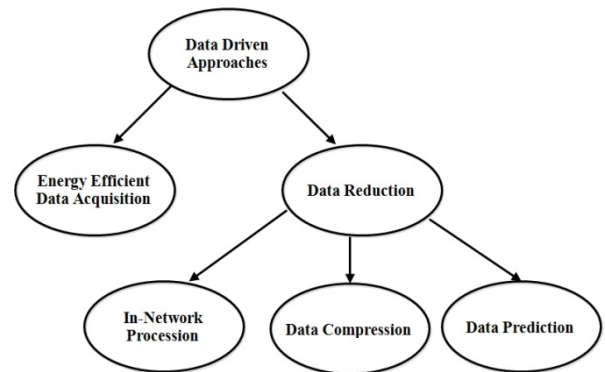 Data Driven
Approaches
Energy Efficient
Data Acquisition
Data Reduction
In-Network
Procession
Data Compression
Data Prediction